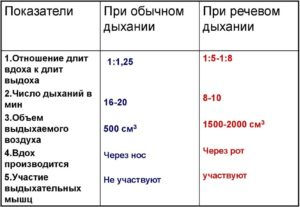 Показатели
При обычном дыхании
При речевом дыхании
1.Отношение длит вдоха к длит выдоха
1:1,25
1:5-1:8
2.Число дыханий в мин
16-20
8-10
3.Объем выдыхаемого воздуха
500 см³
1500-2000 см³
4.Вдох производится
Через нос
Через рот
5.Участие выдыхательных мышц
Не участвуют
участвуют